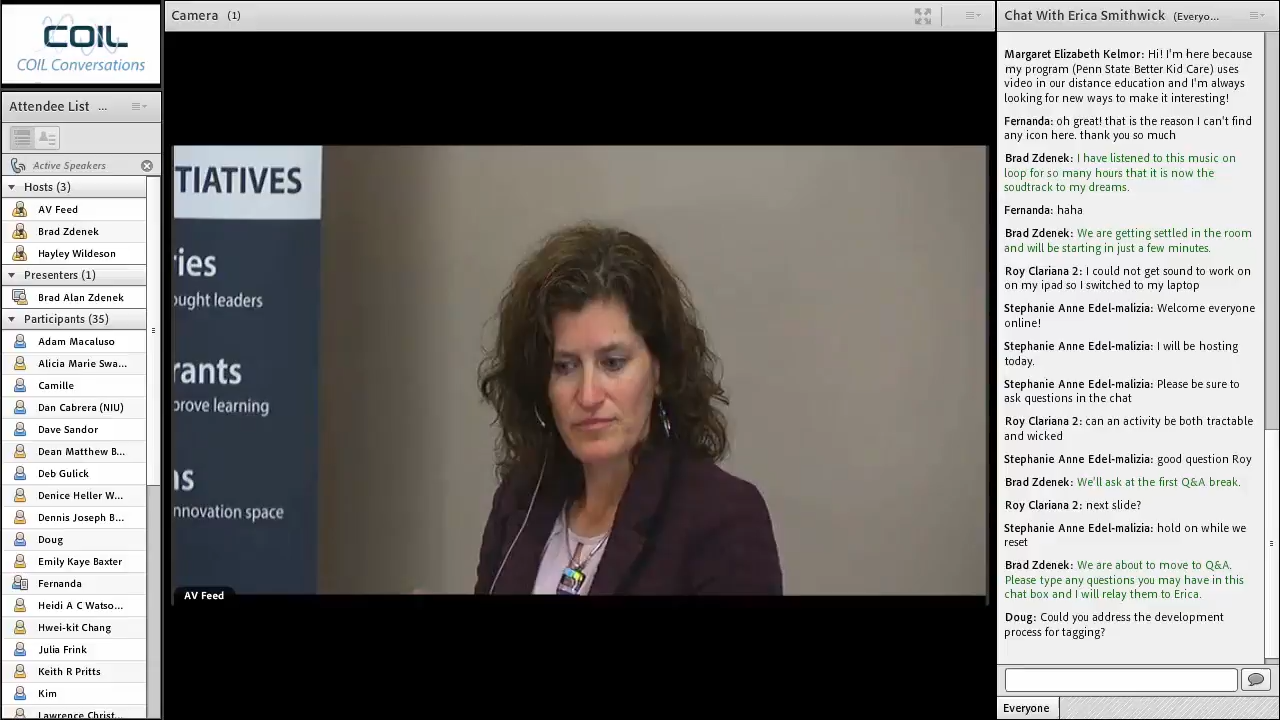 COIL
COIL Conversations
Attendee List ...
Active Speakers
Hosts (3)
AV Feed
Brad Zdenek
Hayley Wildeson
Presenters (1)
Brad Alan Zdenek
Participants (35)
Adam Macaluso
Alicia Marie Swa...
Camille
Dan Cabrera (NIU)
Dave Sandor
Dean Matthew B...
Deb Gulick
Denice Heller W...
Dennis Joseph B...
Doug
Emily Kaye Baxter
Fernanda
Heidi A C Watso...
Hwei-kit Chang
Julia Frink
Keith R Pritts
Kim
Lawrence Christ...
Camera (1)
TIATIVES
ries
ought leaders
rants
prove learning
ns
nnovation space
AV Feed
Chat With Erica Smithwick (Everyo...
Margaret Elizabeth Kelmor: Hi! I'm here because
my program (Penn State Better Kid Care) uses
video in our distance education and I'm always
looking for new ways to make it interesting!
Fernanda: oh great! that is the reason I can't find
any icon here. thank you so much
Brad Zdenek: I have listened to this music on
loop for so many hours that it is now the
soudtrack to my dreams.
Fernanda: haha
Brad Zdenek: We are getting settled in the room
and will be starting in just a few minutes.
Roy Clariana 2: I could not get sound to work on
on my ipad so I switched to my laptop
Stephanie Anne Edel-malizia: Welcome everyone
online!
Stephanie Anne Edel-malizia: I will be hosting
today.
Stephanie Anne Edel-malizia: Please be sure to
ask questions in the chat
Roy Clariana 2: can an activity be both tractable
and wicked
Stephanie Anne Edel-malizia: good question Roy
Brad Zdenek: We'll ask at the first Q&A break.
Roy Clariana 2: next slide?
Stephanie Anne Edel-malizia: hold on while we
reset
Brad Zdenek: We are about to move to Q&A.
Please type any questions you may have in this
chat box and I will relay them to Erica.
Doug: Could you address the development
process for tagging?
Everyone